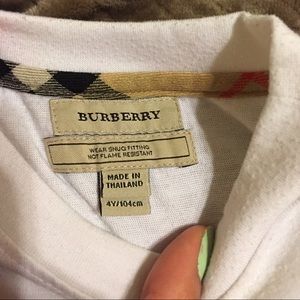 BURBERRY
WEAR SNUG FITTING
NOT FLAME RESISTANT
MADE IN
THAILAND
4Y/104cm